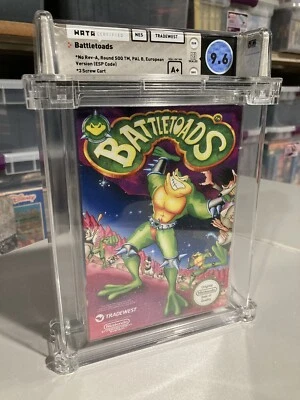 WATA CERTIFIED NES TRADEWEST
Battletoads
*No Rev-A, Round SOQ TM, PAL B, European
Version (ESP Code)
*3 Screw Cart
A+
9.6
BATTLETOADS
TRADEWEST
Nintendo